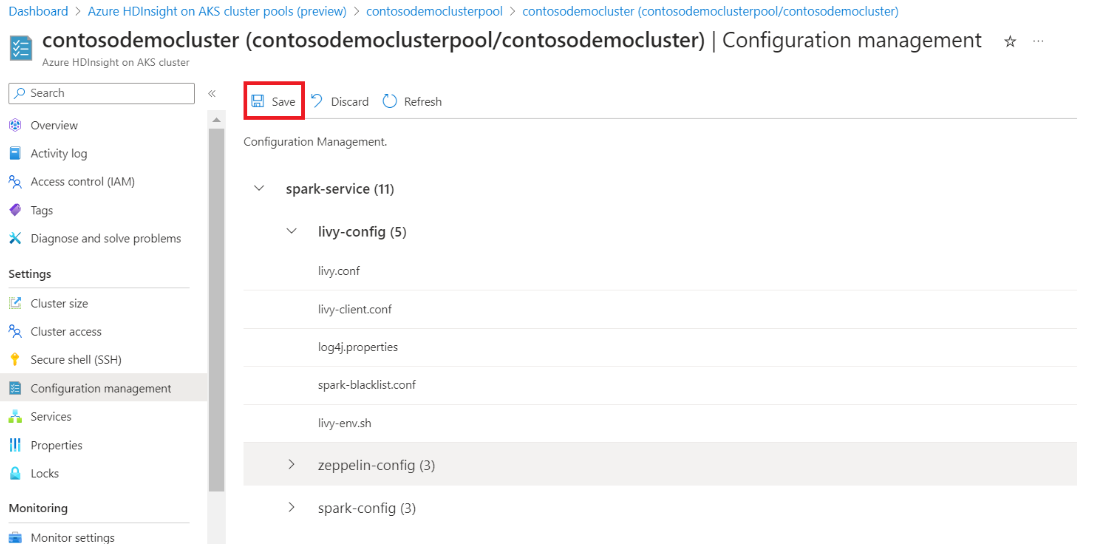 Dashboard > Azure HDInsight on AKS cluster pools (preview) > contosodemoclusterpool > contosodemocluster (contosodemoclusterpool/contosodemocluster)
contosodemocluster (contosodemoclusterpool/contosodemocluster) | Configuration management
Azure HDInsight on AKS cluster
Search
Overview
Activity log
Access control (IAM)
Tags
Diagnose and solve problems
Settings
Cluster size
Cluster access
Secure shell (SSH)
Configuration management
Services
Properties
Locks
Monitoring
Monitor settings
Save Discard Refresh
Configuration Management.
spark-service (11)
livy-config (5)
livy.conf
livy-client.conf
log4j.properties
spark-blacklist.conf
livy-env.sh
zeppelin-config (3)
spark-config (3)